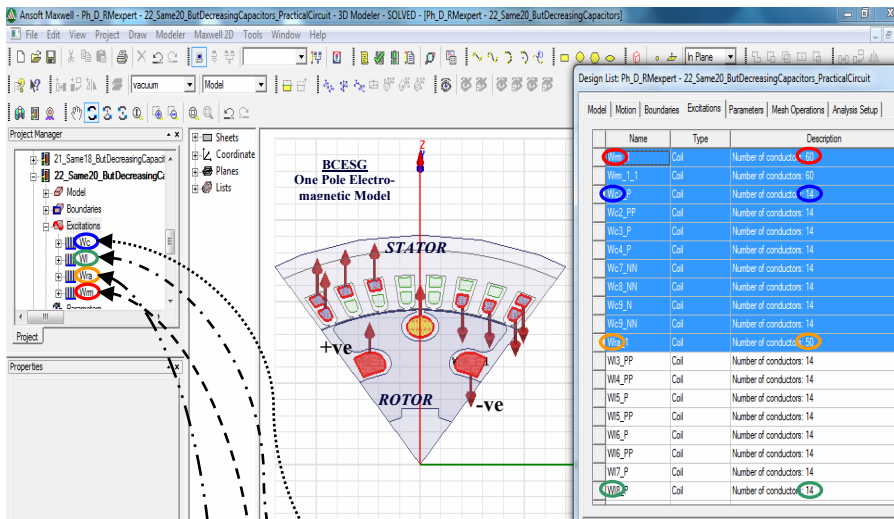 Ansoft Maxwell - Ph_D_RMexpert - 22_Same20_ButDecreasingCapacitors_PracticalCircuit - 3D Modeler - SOLVED - [Ph_D_RMexpert - 22_Same20_ButDecreasingCapacitors]
File Edit View Project Draw Modeler Maxwell 2D Tools Window Help
In Plane
Design List: Ph_D_RMexpert - 22_Same20_ButDecreasingCapacitors_PracticalCircuit
vacuum
Model
Model Motion Boundaries Excitations Parameters Mesh Operations Analysis Setup
Project Manager
21_Same18_ButDecreasingCapacit
22_Same20_ButDecreasingCa
Model
Boundaries
Excitations
Wc
Wl
Wra
Wm
Parameters
Project
Properties
Sheets
Coordinate
Planes
Lists
Z
BCESG
One Pole Electro-
magnetic Model
STATOR
+ve
ROTOR
-ve
Name Type Description
Wm Coil Number of conductors: 60
Wm_1_1 Coil Number of conductors: 60
Wc2_P Coil Number of conductors: 14
Wc2_PP Coil Number of conductors: 14
Wc3_P Coil Number of conductors: 14
Wc4_P Coil Number of conductors: 14
Wc7_NN Coil Number of conductors: 14
Wc8_NN Coil Number of conductors: 14
Wc9_N Coil Number of conductors: 14
Wc9_NN Coil Number of conductors: 14
Coil Number of conductors: 50
Wl3_PP Coil Number of conductors: 14
Wl4_PP Coil Number of conductors: 14
Wl5_P Coil Number of conductors: 14
Wl5_PP Coil Number of conductors: 14
Wl6_P Coil Number of conductors: 14
Wl6_PP Coil Number of conductors: 14
Wl7_P Coil Number of conductors: 14
Wl8_P Coil Number of conductors: 14